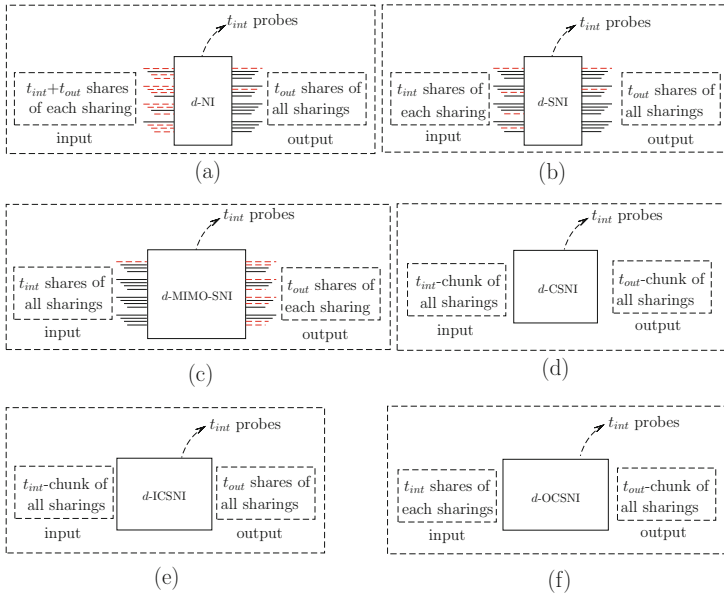 t_int probes
t_int+t_out shares
of each sharing
input
d-NI
t_out shares of
all sharings
output
(a)
t_int probes
t_int shares of
each sharing
input
d-SNI
t_out shares of
all sharings
output
(b)
t_int probes
t_int shares of
all sharings
input
d-MIMO-SNI
t_out shares of
each sharing
output
(c)
t_int probes
t_int-chunk of
all sharings
input
d-CSNI
t_out-chunk of
all sharings
output
(d)
t_int probes
t_int-chunk of
all sharings
input
d-ICSNI
t_out shares of
all sharings
output
(e)
t_int probes
t_int shares of
each sharings
input
d-OCSNI
t_out-chunk of
all sharings
output
(f)